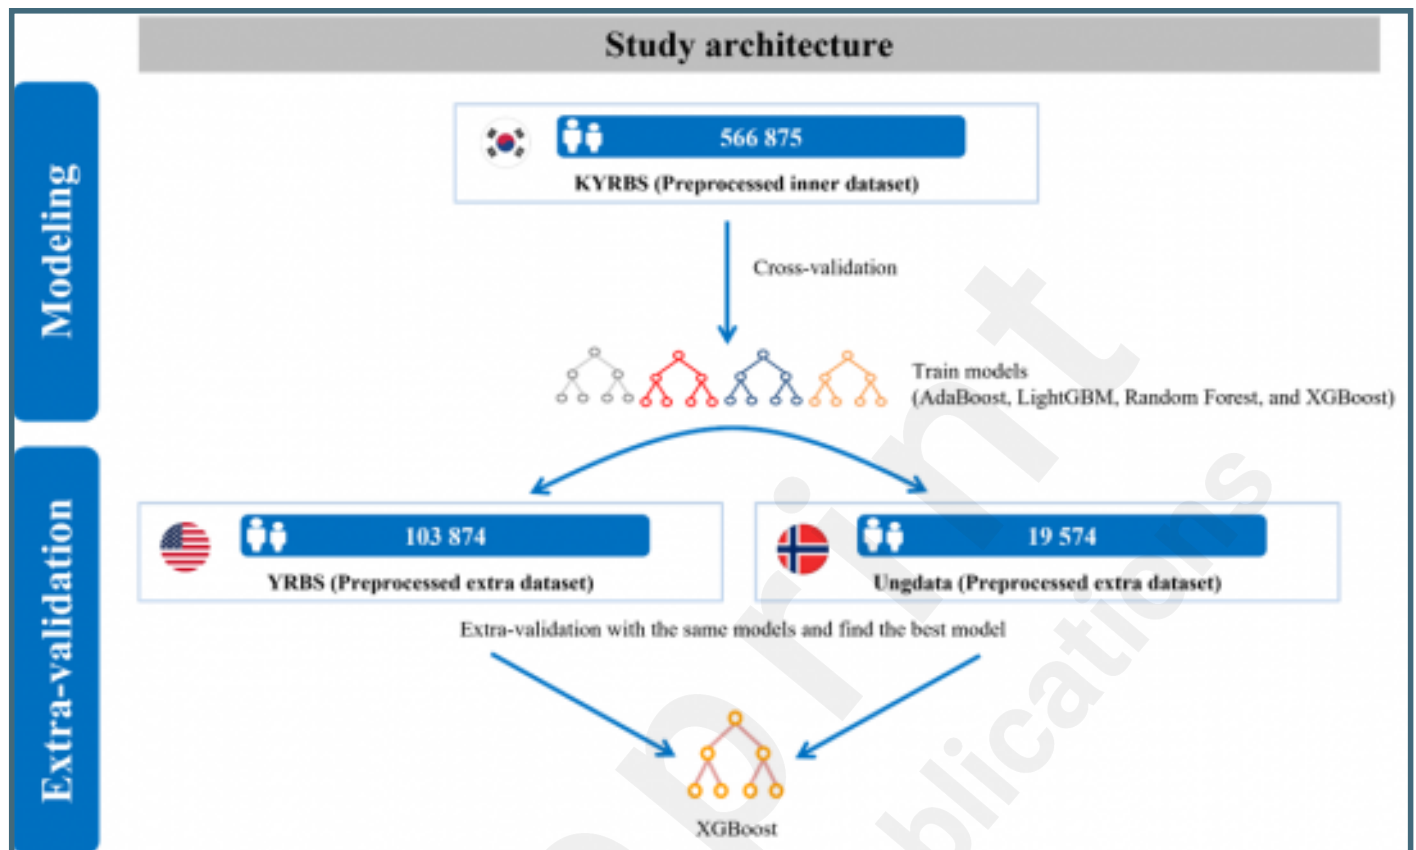 Study architecture
Modeling
566 875
KYRBS (Preprocessed inner dataset)
Cross-validation
Train models
(AdaBoost, LightGBM, Random Forest, and XGBoost)
Extra-validation
103 874
YRBS (Preprocessed extra dataset)
19 574
Ungdata (Preprocessed extra dataset)
Extra-validation with the same models and find the best model
XGBoost
print
blications